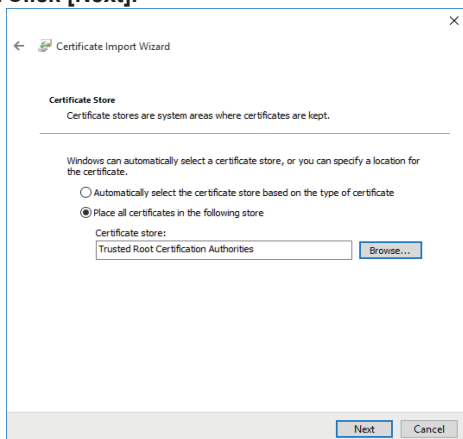 Click [Next].
Certificate Import Wizard
Certificate Store
Certificate stores are system areas where certificates are kept.
Windows can automatically select a certificate store, or you can specify a location for
the certificate.
Automatically select the certificate store based on the type of certificate
Place all certificates in the following store
Certificate store:
Trusted Root Certification Authorities
Browse...
Next Cancel